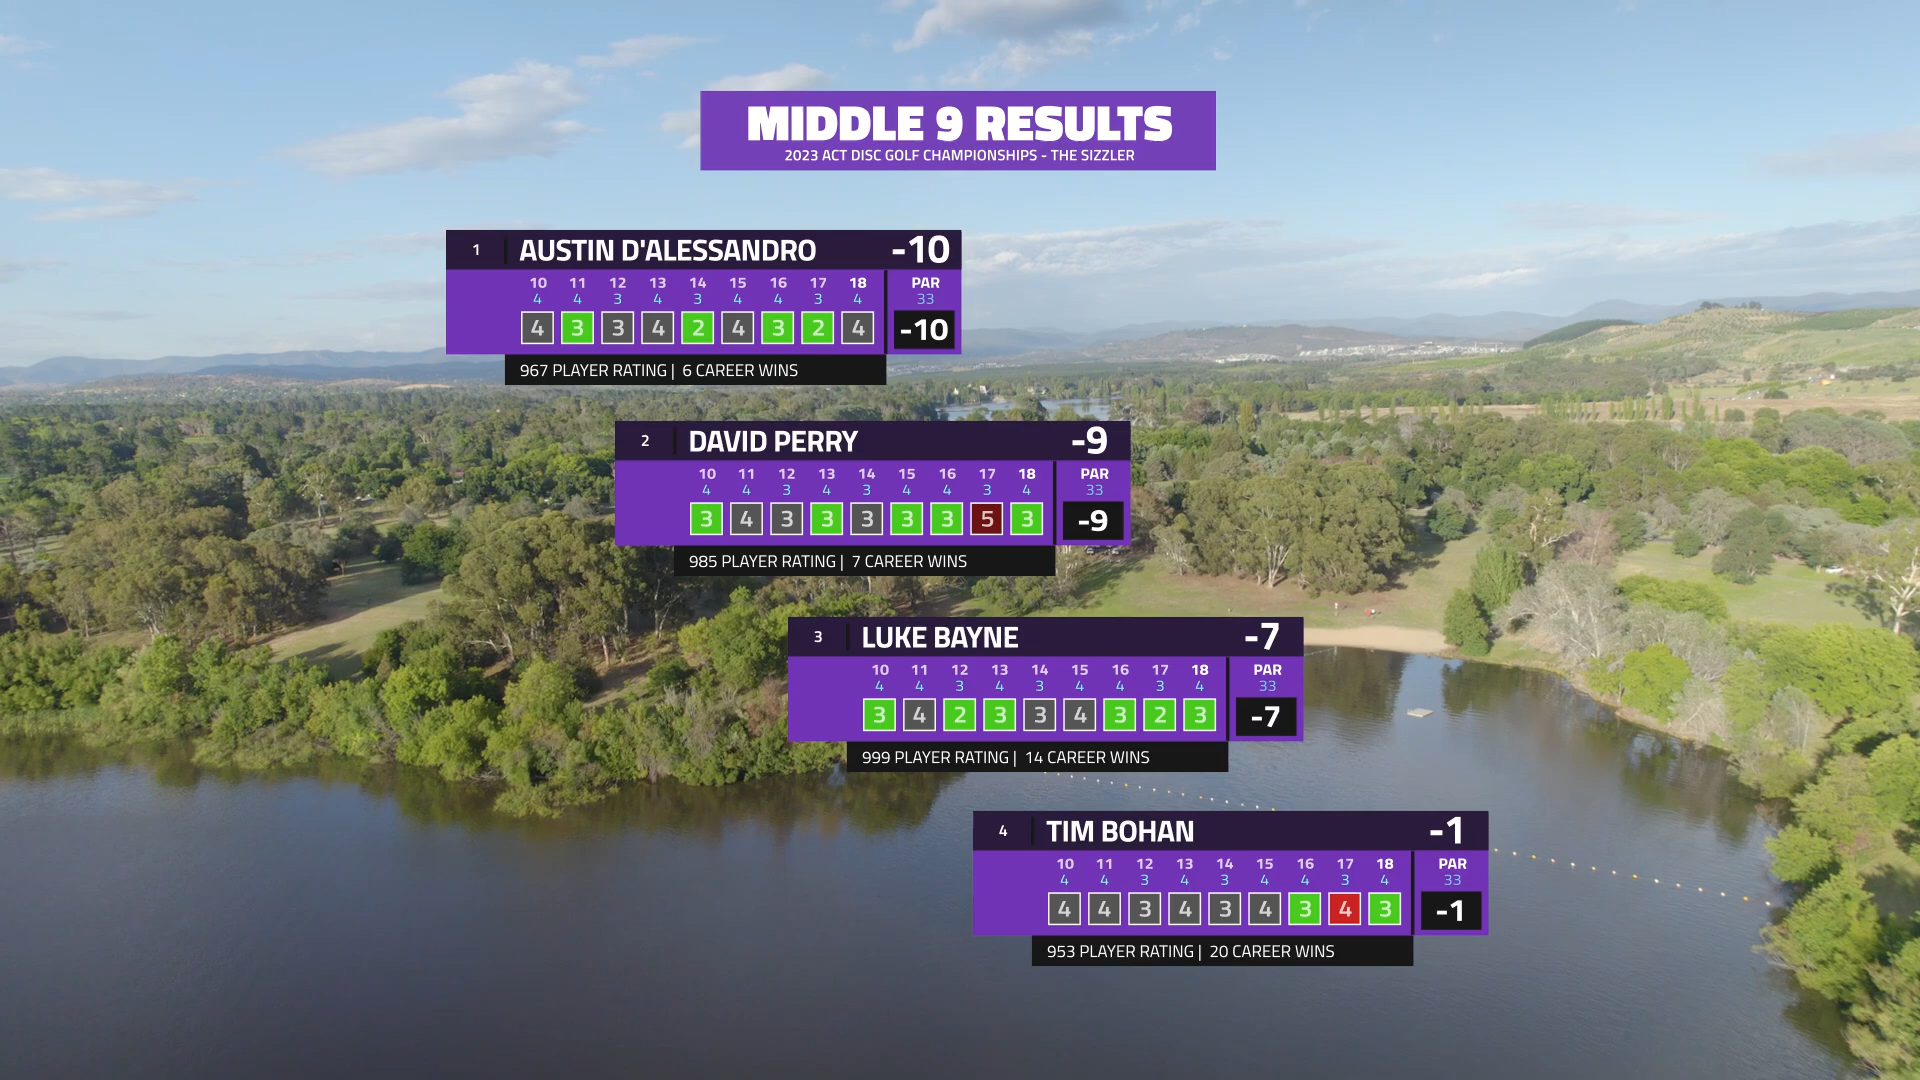 MIDDLE 9 RESULTS
2023 ACT DISC GOLF CHAMPIONSHIPS - THE SIZZLER
1 AUSTIN D'ALESSANDRO -10
10 11 12 13 14 15 16 17 18 PAR
4 4 3 4 3 4 4 3 4 33
4 3 3 4 2 4 3 2 4 -10
967 PLAYER RATING | 6 CAREER WINS
2 DAVID PERRY -9
10 11 12 13 14 15 16 17 18 PAR
4 4 3 4 3 4 4 3 4 33
3 4 3 3 3 3 3 5 3 -9
985 PLAYER RATING | 7 CAREER WINS
3 LUKE BAYNE -7
10 11 12 13 14 15 16 17 18 PAR
4 4 3 4 3 4 4 3 4 33
3 4 2 3 3 4 3 2 3 -7
999 PLAYER RATING | 14 CAREER WINS
4 TIM BOHAN -1
10 11 12 13 14 15 16 17 18 PAR
4 4 3 4 3 4 4 3 4 33
4 4 3 4 3 4 3 4 3 -1
953 PLAYER RATING | 20 CAREER WINS